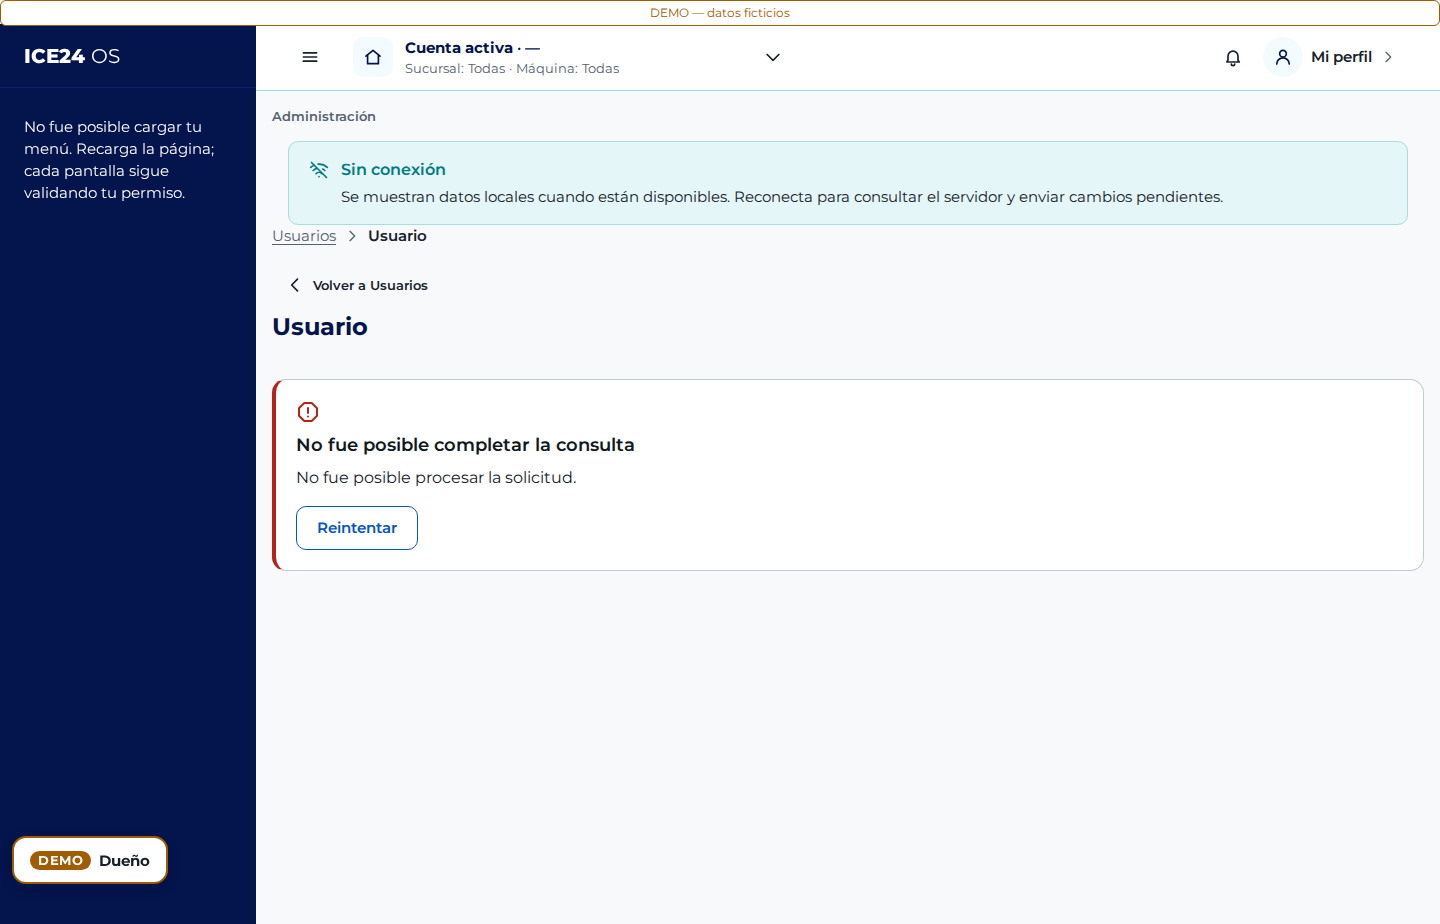 DEMO — datos ficticios
ICE24 OS
Cuenta activa · —
Sucursal: Todas · Máquina: Todas
Mi perfil
No fue posible cargar tu
menú. Recarga la página;
cada pantalla sigue
validando tu permiso.
Administración
Sin conexión
Se muestran datos locales cuando están disponibles. Reconecta para consultar el servidor y enviar cambios pendientes.
Usuarios > Usuario
Volver a Usuarios
Usuario
No fue posible completar la consulta
No fue posible procesar la solicitud.
Reintentar
DEMO Dueño